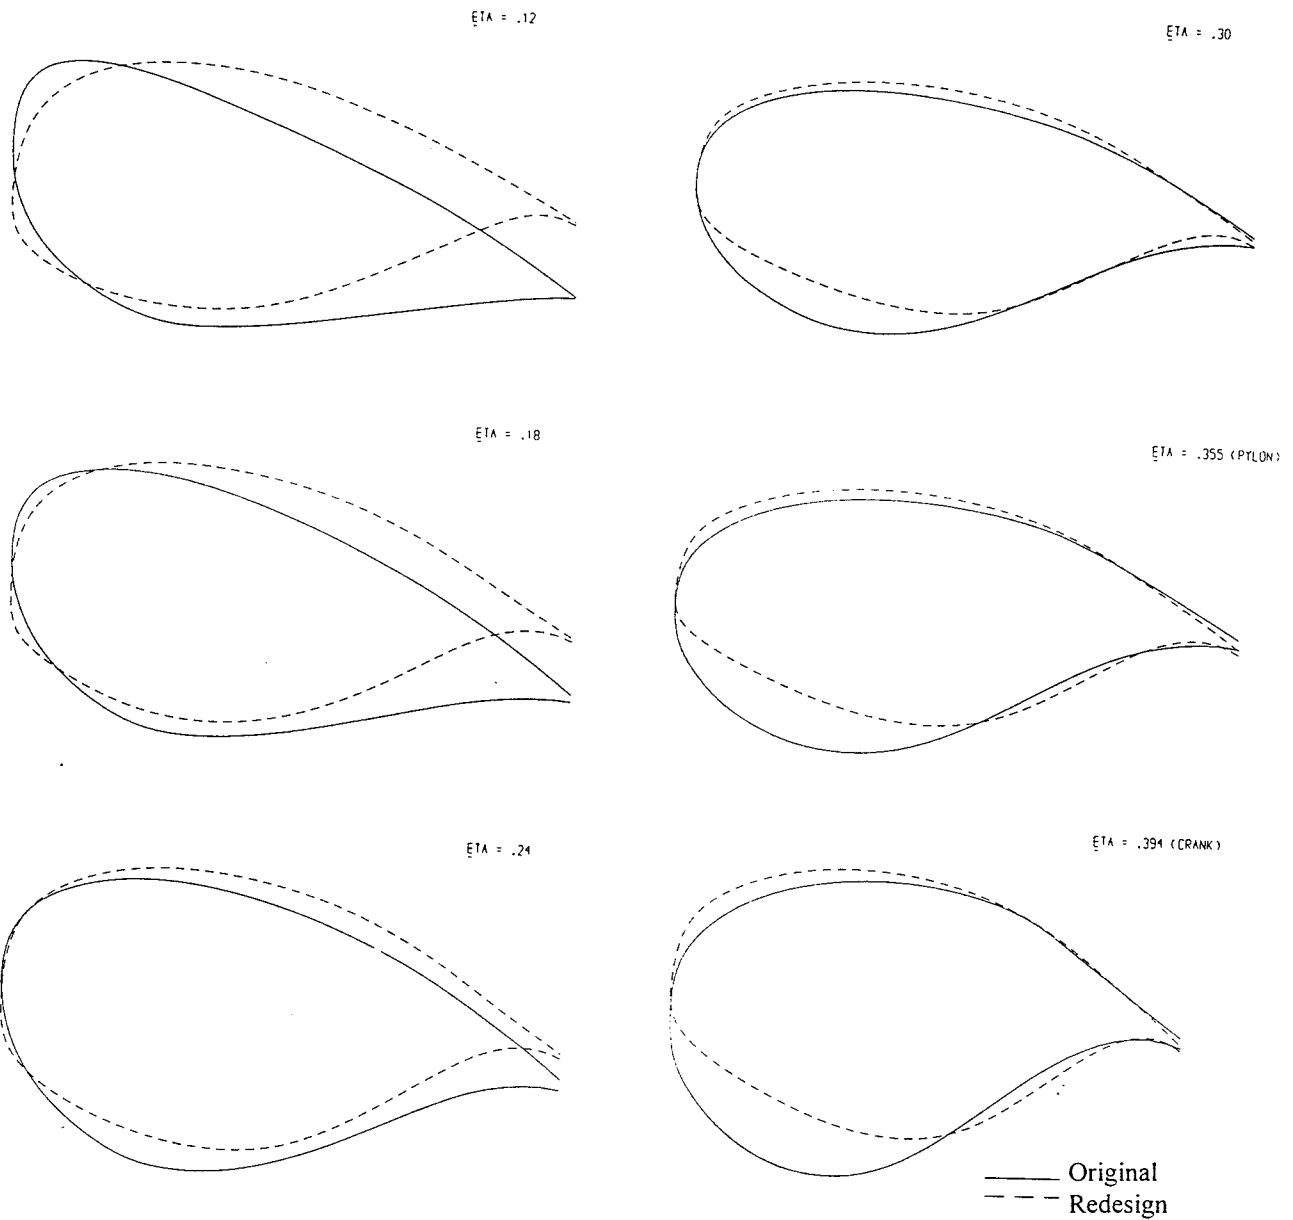 ETA = .12
ETA = .30
ETA = .18
ETA = .355 (PYLON)
ETA = .24
ETA = .394 (CRANK)
Original
Redesign